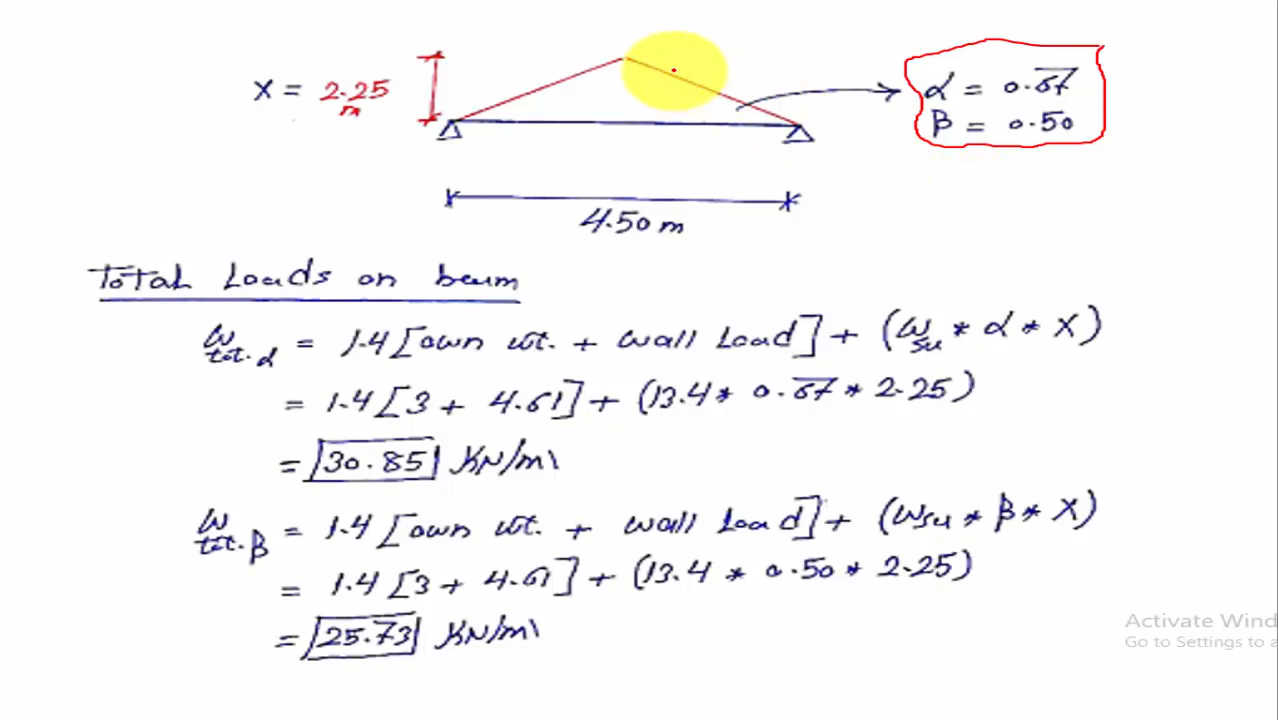 X = 2.25 m
α = 0.67
β = 0.50
4.50 m
Total Loads on beam
w tot.α = 1.4 [own wt. + wall Load] + (w su * α * X)
= 1.4 [3 + 4.61] + (13.4 * 0.67 * 2.25)
= 30.85 KN/m\
w tot.β = 1.4 [own wt. + wall Load] + (w su * β * X)
= 1.4 [3 + 4.61] + (13.4 * 0.50 * 2.25)
= 25.73 KN/m\
Activate Wind
Go to Settings to a